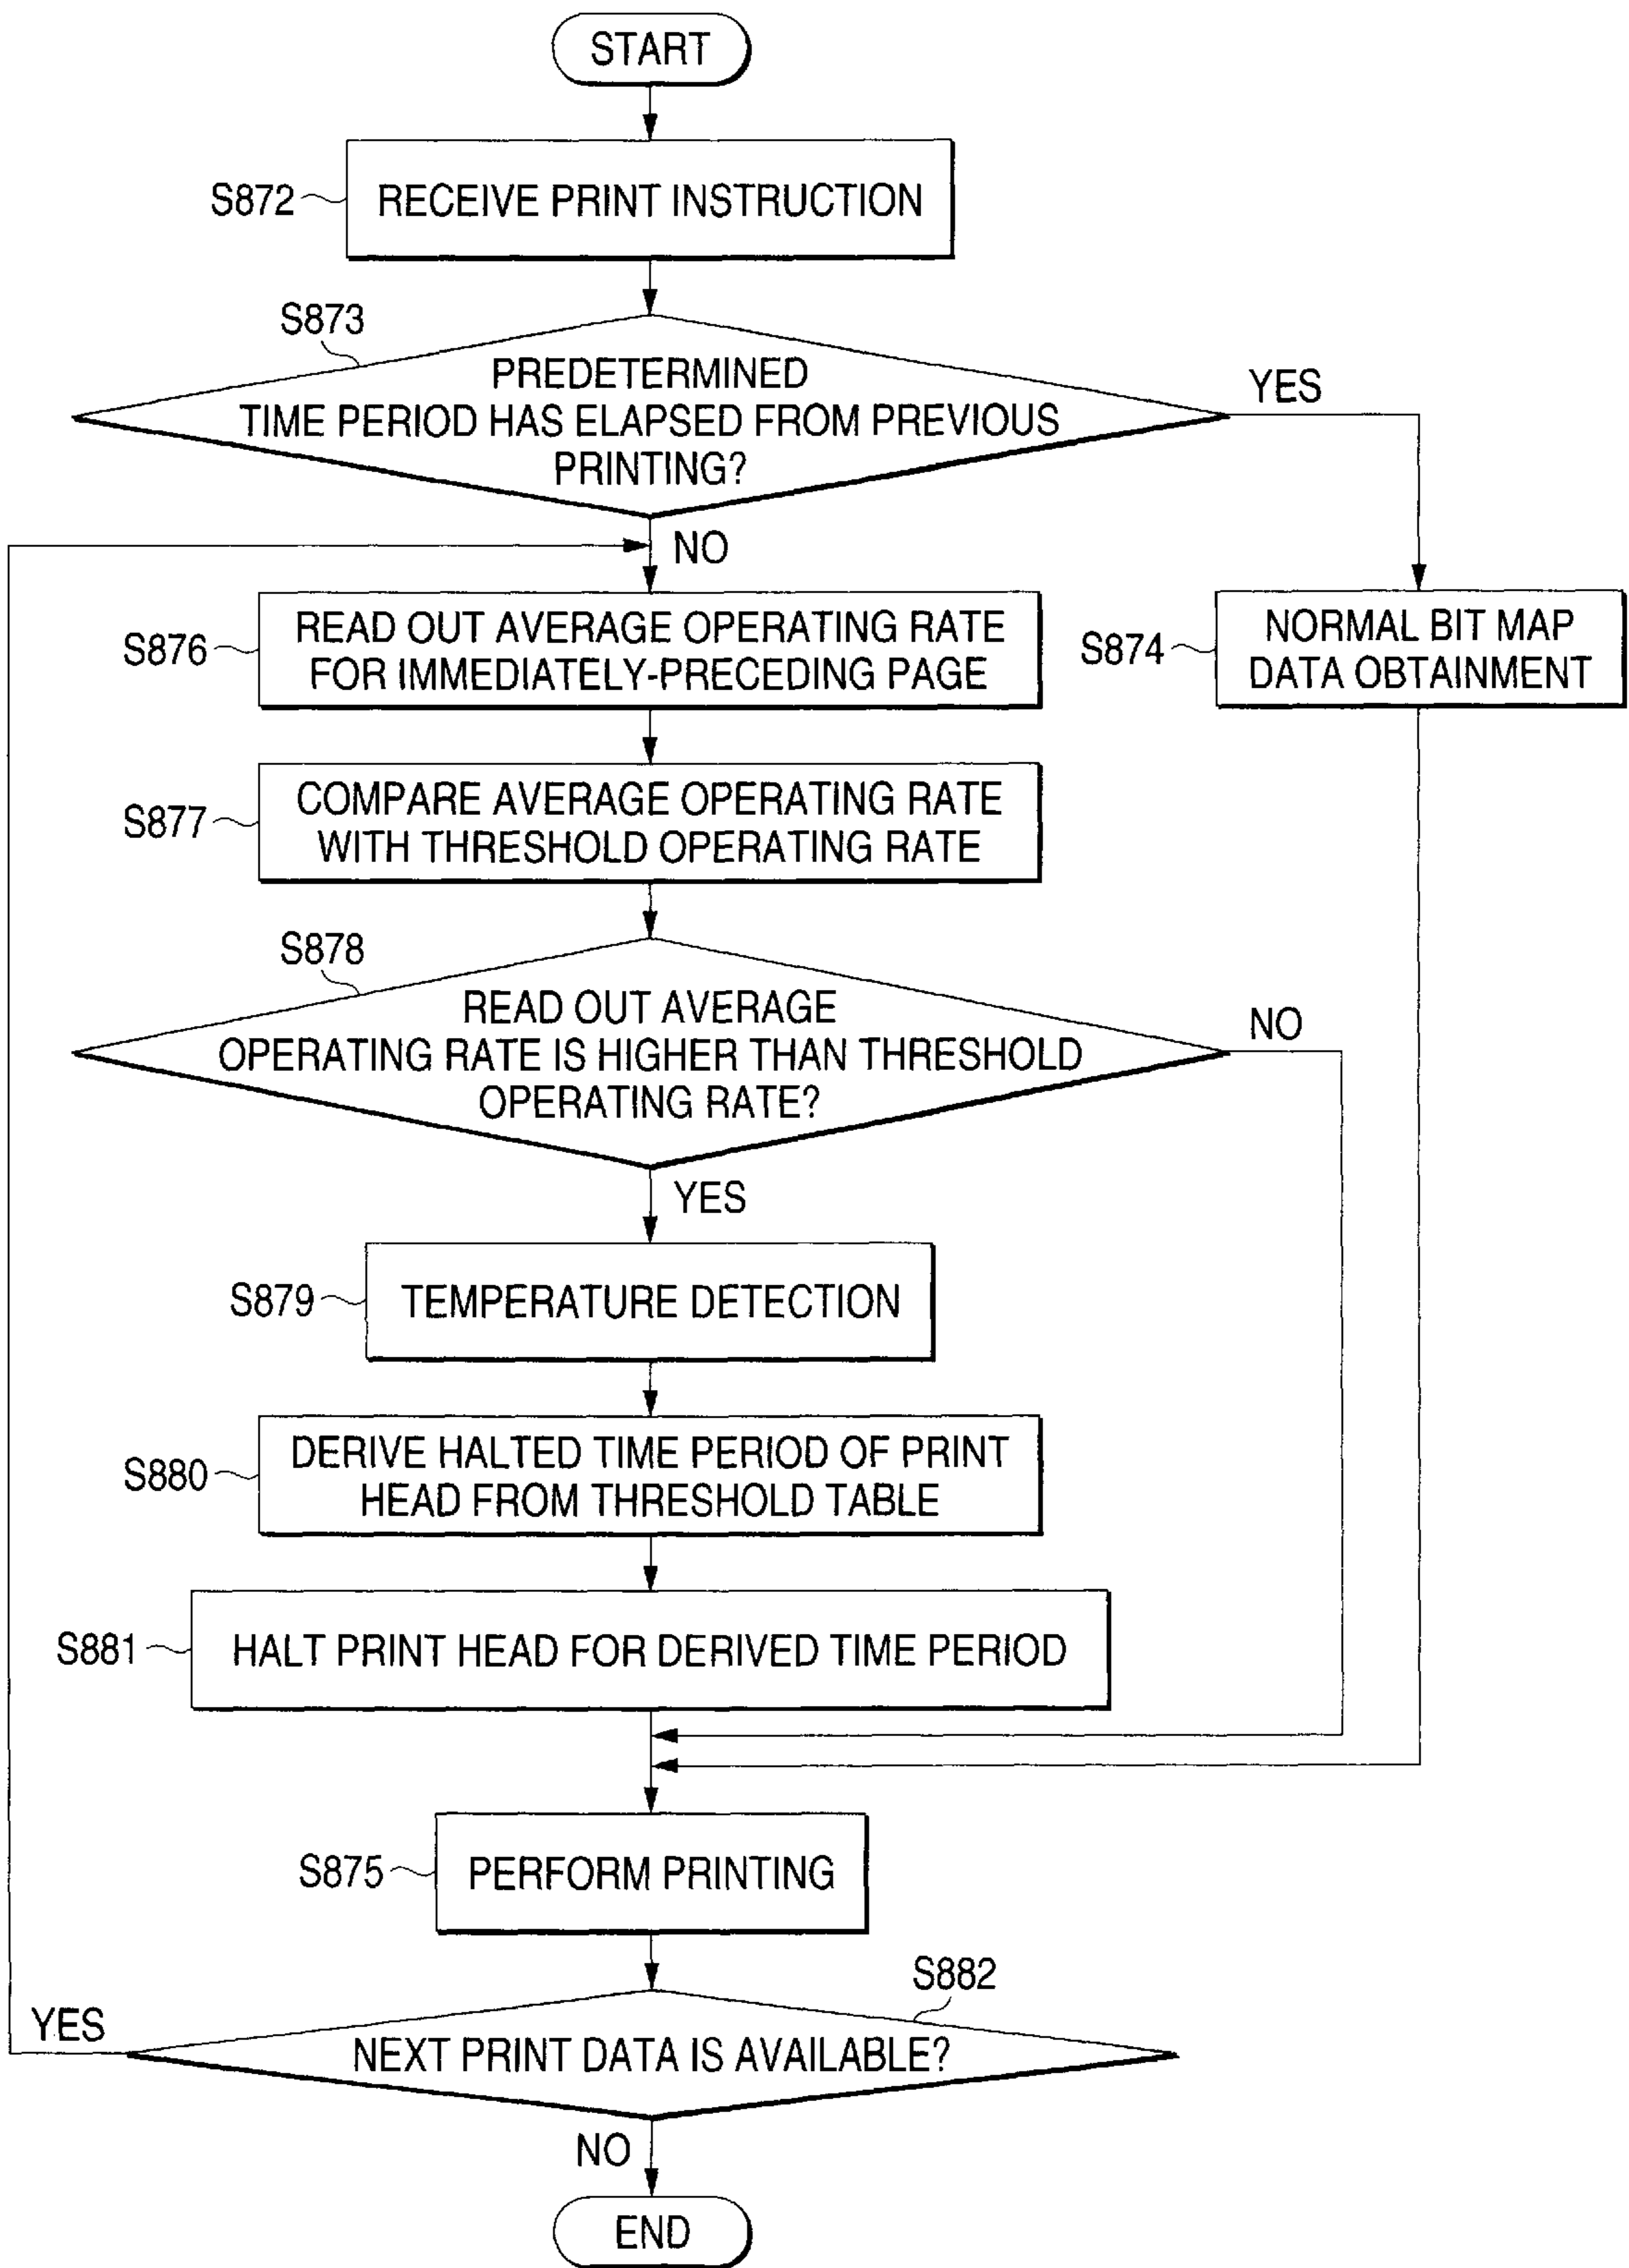 START
S872
RECEIVE PRINT INSTRUCTION
S873
PREDETERMINED
TIME PERIOD HAS ELAPSED FROM PREVIOUS
PRINTING?
YES
NO
S876
READ OUT AVERAGE OPERATING RATE
FOR IMMEDIATELY-PRECEDING PAGE
S874
NORMAL BIT MAP
DATA OBTAINMENT
S877
COMPARE AVERAGE OPERATING RATE
WITH THRESHOLD OPERATING RATE
S878
READ OUT AVERAGE
OPERATING RATE IS HIGHER THAN THRESHOLD
OPERATING RATE?
NO
YES
S879
TEMPERATURE DETECTION
S880
DERIVE HALTED TIME PERIOD OF PRINT
HEAD FROM THRESHOLD TABLE
S881
HALT PRINT HEAD FOR DERIVED TIME PERIOD
S875
PERFORM PRINTING
S882
YES
NEXT PRINT DATA IS AVAILABLE?
NO
END